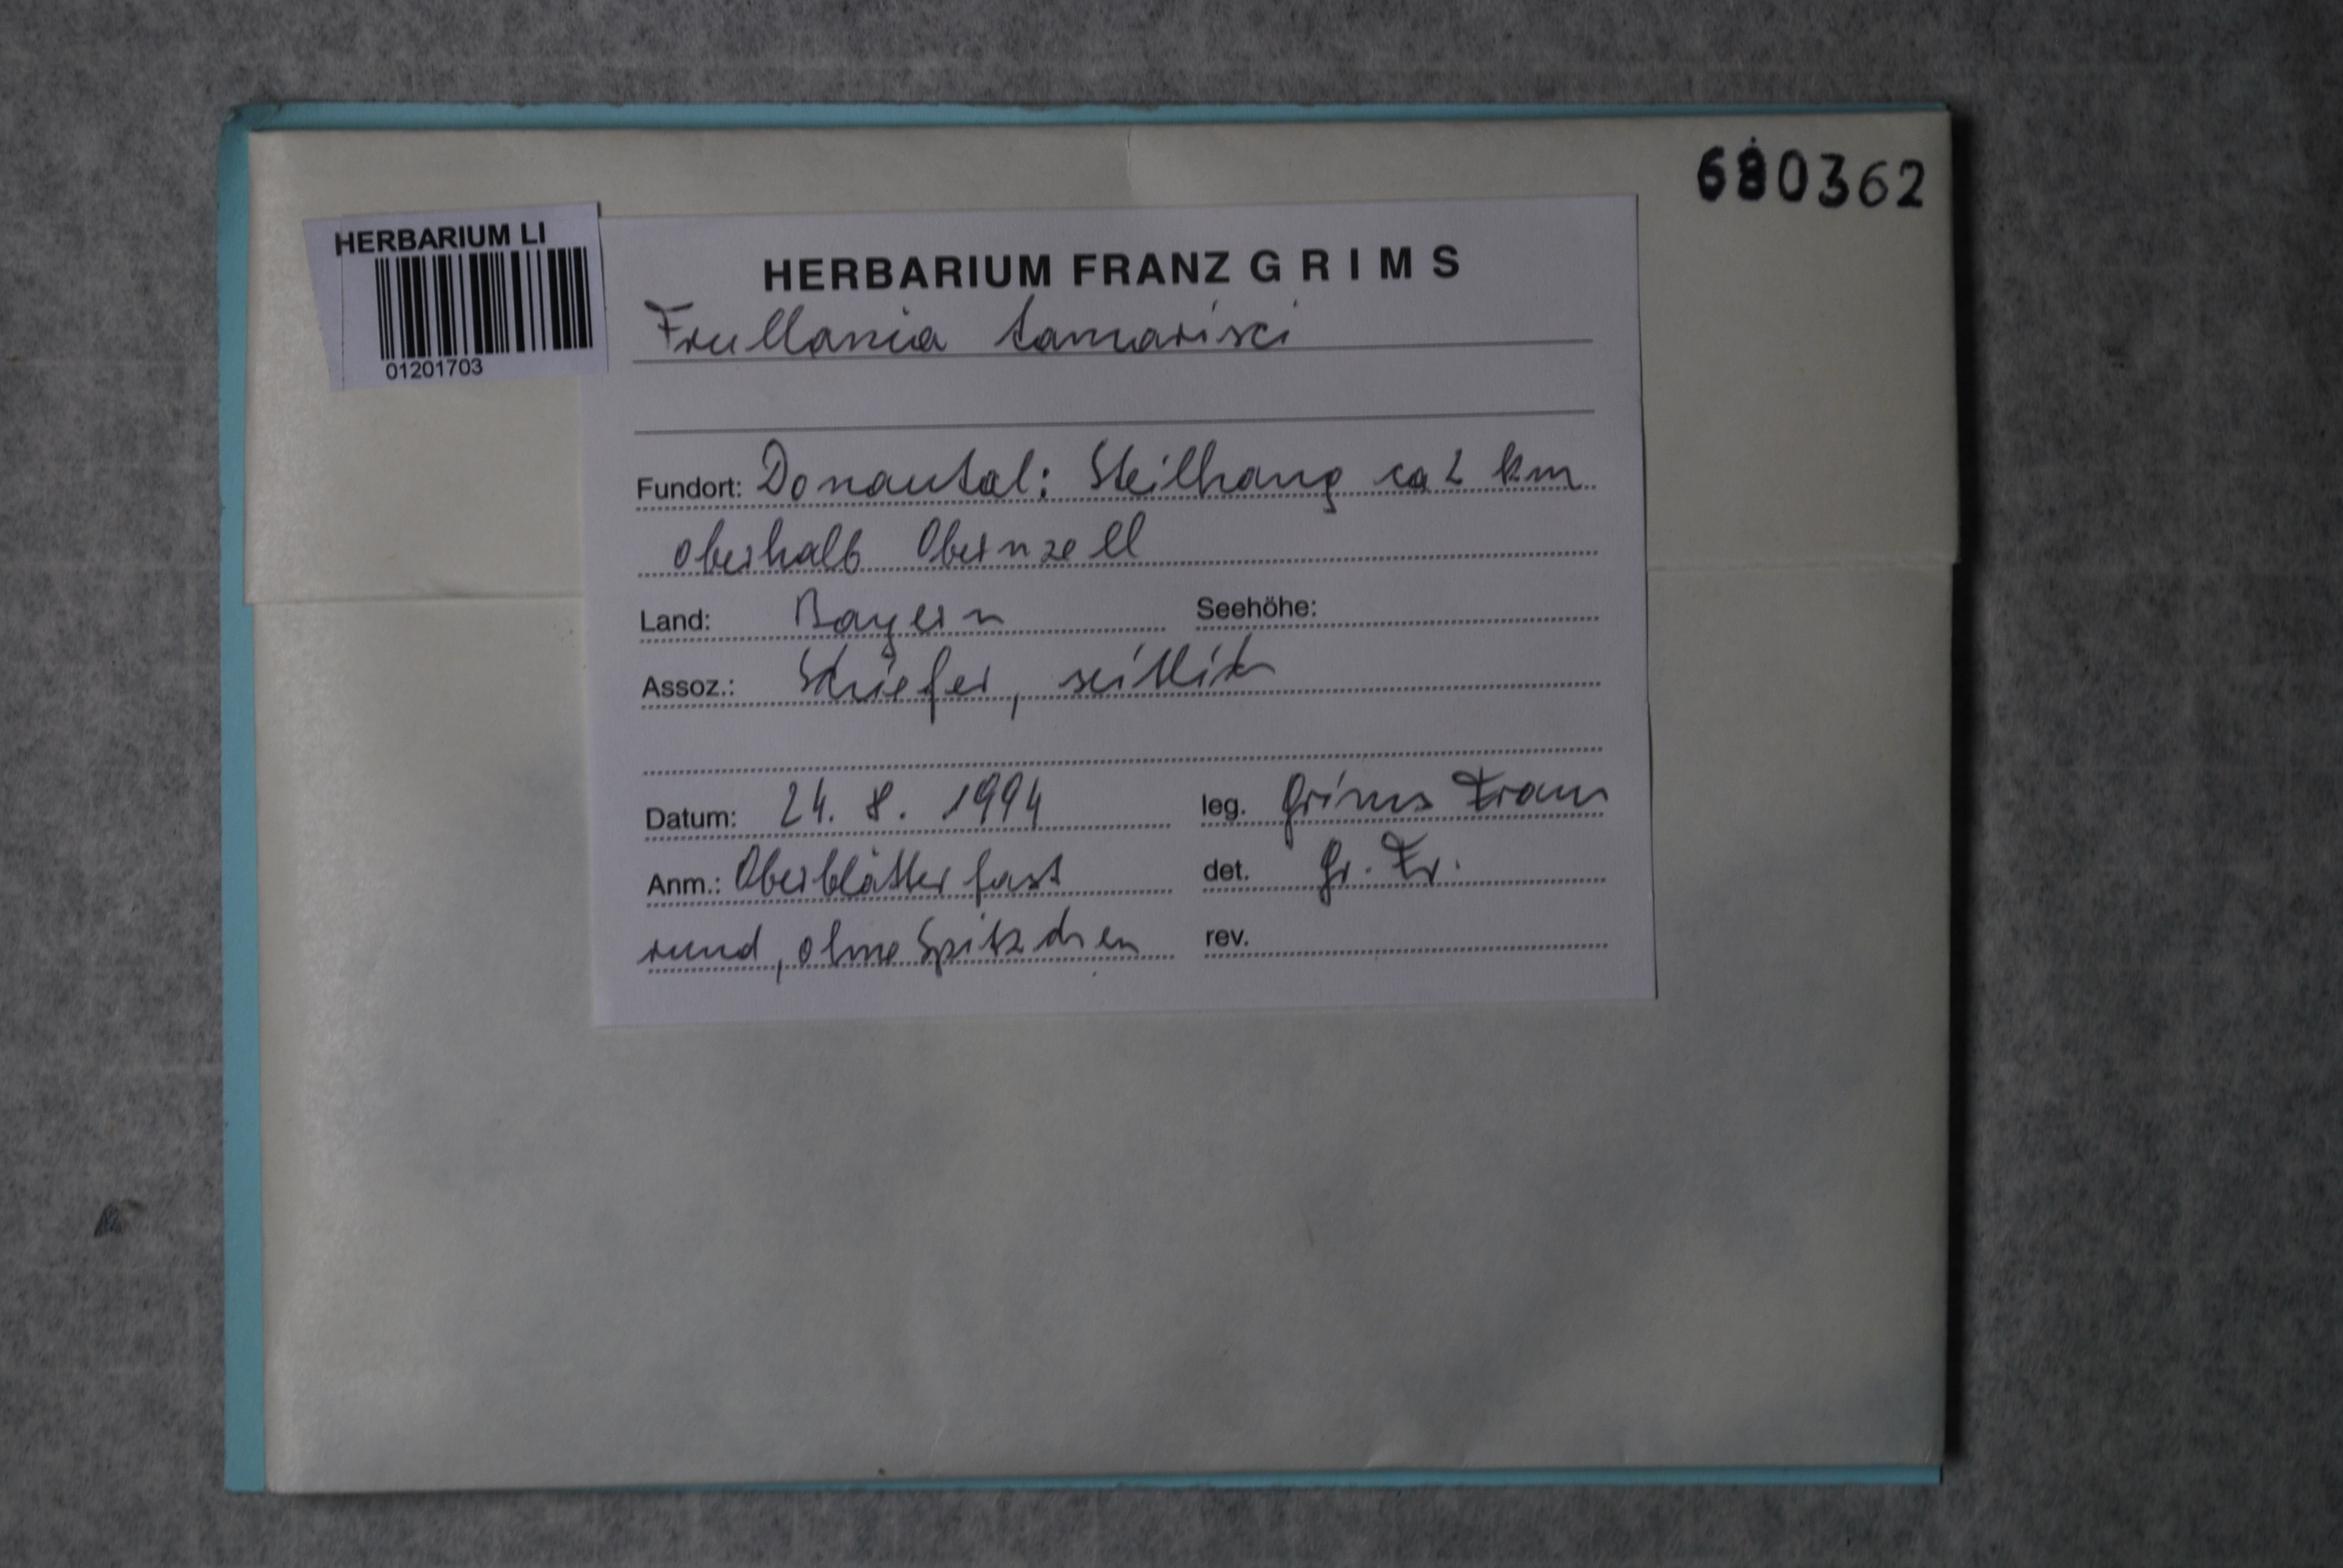 680362
HERBARIUM LI
01201703
HERBARIUM FRANZ GRIMS
Frullania tamarisci
Fundort: Donautal: Steilhang ca 2 km
oberhalb Obernzell
Land: Bayern Seehöhe:
Assoz.: Schiefer, seitlich
Datum: 24. 8. 1994 leg. Grims Franz
Anm.: Oberblätter fast det. Gr. Fr.
rund, ohne Spitzchen rev.